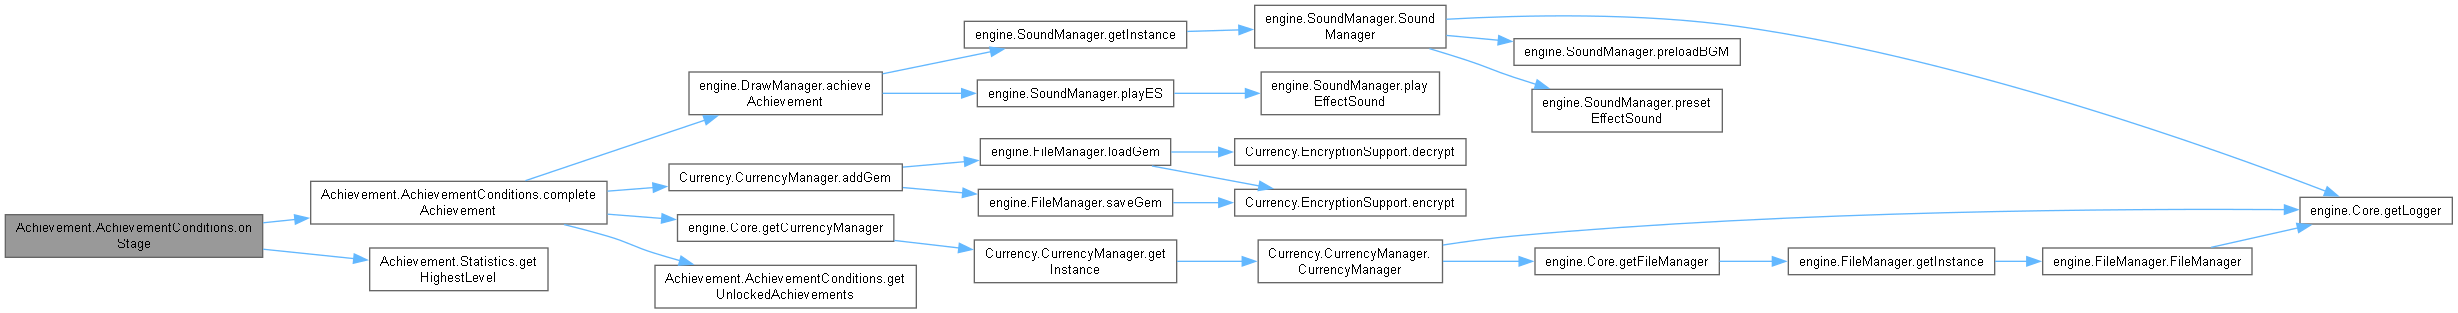 Achievement.AchievementConditions.on
Stage
Achievement.AchievementConditions.complete
Achievement
Achievement.Statistics.get
HighestLevel
engine.DrawManager.achieve
Achievement
Currency.CurrencyManager.addGem
engine.Core.getCurrencyManager
Achievement.AchievementConditions.get
UnlockedAchievements
engine.SoundManager.getInstance
engine.SoundManager.playES
engine.FileManager.loadGem
engine.FileManager.saveGem
Currency.CurrencyManager.get
Instance
engine.SoundManager.Sound
Manager
engine.SoundManager.play
EffectSound
Currency.EncryptionSupport.decrypt
Currency.EncryptionSupport.encrypt
Currency.CurrencyManager.
CurrencyManager
engine.SoundManager.preloadBGM
engine.SoundManager.preset
EffectSound
engine.Core.getFileManager
engine.FileManager.getInstance
engine.FileManager.FileManager
engine.Core.getLogger